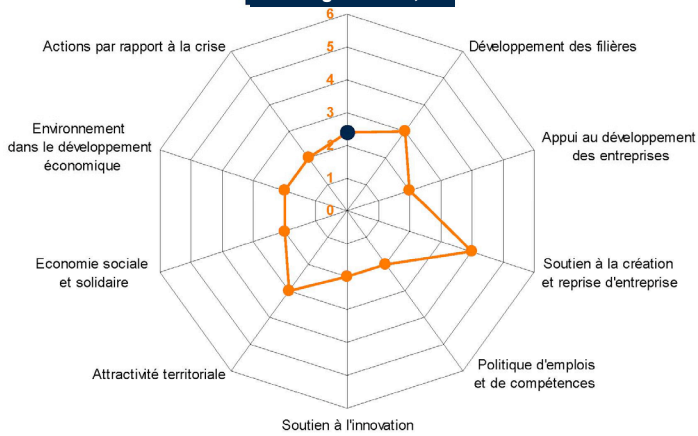 6
Actions par rapport à la crise
Développement des filières
5
4
3
Environnement
dans le développement
économique
Appui au développement
des entreprises
2
1
0
Economie sociale
et solidaire
Soutien à la création
et reprise d'entreprise
Attractivité territoriale
Politique d'emplois
et de compétences
Soutien à l'innovation